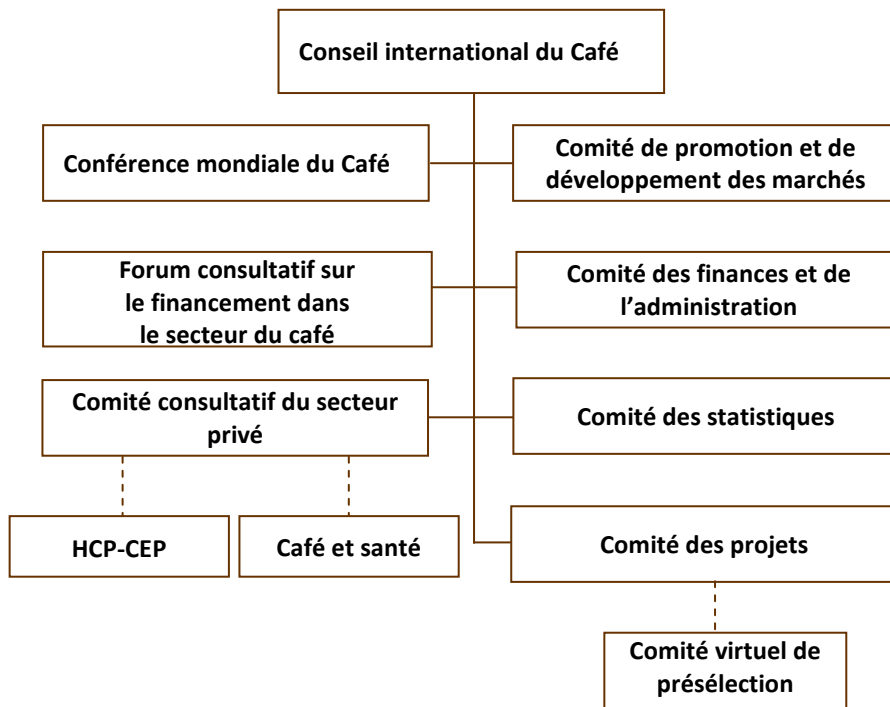 Conseil international du Café
Conférence mondiale du Café
Comité de promotion et de
développement des marchés
Forum consultatif sur
le financement dans
le secteur du café
Comité des finances et de
l’administration
Comité consultatif du secteur
privé
Comité des statistiques
HCP-CEP
Café et santé
Comité des projets
Comité virtuel de
présélection